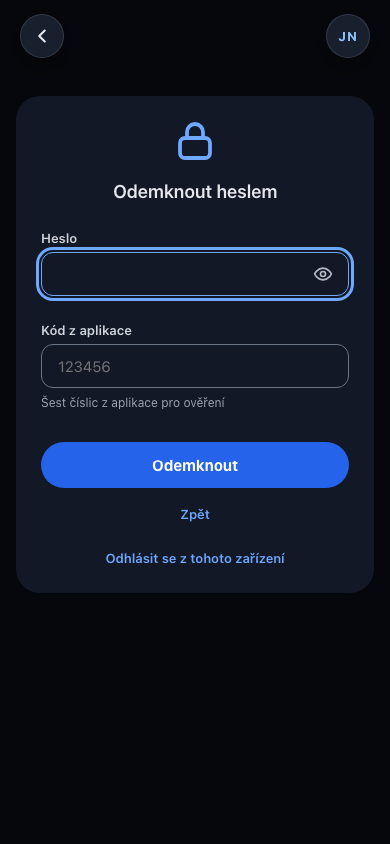 JN
Odemknout heslem
Heslo
Kód z aplikace
123456
Šest číslic z aplikace pro ověření
Odemknout
Zpět
Odhlásit se z tohoto zařízení